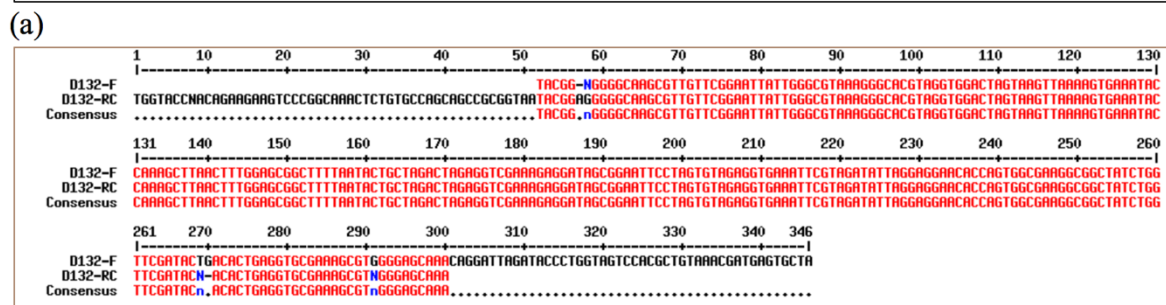 (a)
1 10 20 30 40 50 60 70 80 90 100 110 120 130
|---------+---------+---------+---------+---------+---------+---------+---------+---------+---------+---------+---------+---------|
D132-F TACGG-NGGGGCAAGCGTTGTTCGGAATTATTGGGCGTAAAGGGCACGTAGGTGGACTAGTAAGTTAAAAGTGAAATAC
D132-RC TGGTACCNACAGAAGAAGTCCCGGCAAACTCTGTGCCAGCAGCCGCGGTAATACGGAGGGGGCAAGCGTTGTTCGGAATTATTGGGCGTAAAGGGCACGTAGGTGGACTAGTAAGTTAAAAGTGAAATAC
Consensus ...................................................TACGG.nGGGGCAAGCGTTGTTCGGAATTATTGGGCGTAAAGGGCACGTAGGTGGACTAGTAAGTTAAAAGTGAAATAC
131 140 150 160 170 180 190 200 210 220 230 240 250 260
|---------+---------+---------+---------+---------+---------+---------+---------+---------+---------+---------+---------+---------|
D132-F CAAAGCTTAACTTTGGAGCGGCTTTTAATACTGCTAGACTAGAGGTCGAAAGAGGATAGCGGAATTCCTAGTGTAGAGGTGAAATTCGTAGATATTAGGAGGAACACCAGTGGCGAAGGCGGCTATCTGG
D132-RC CAAAGCTTAACTTTGGAGCGGCTTTTAATACTGCTAGACTAGAGGTCGAAAGAGGATAGCGGAATTCCTAGTGTAGAGGTGAAATTCGTAGATATTAGGAGGAACACCAGTGGCGAAGGCGGCTATCTGG
Consensus CAAAGCTTAACTTTGGAGCGGCTTTTAATACTGCTAGACTAGAGGTCGAAAGAGGATAGCGGAATTCCTAGTGTAGAGGTGAAATTCGTAGATATTAGGAGGAACACCAGTGGCGAAGGCGGCTATCTGG
261 270 280 290 300 310 320 330 340 346
|---------+---------+---------+---------+---------+---------+---------+---------+-----|
D132-F TTCGATACTGACACTGAGGTGCGAAAGCGTGGGGAGCAAACAGGATTAGATACCCTGGTAGTCCACGCTGTAAACGATGAGTGCTA
D132-RC TTCGATACN-ACACTGAGGTGCGAAAGCGTNGGGAGCAAA
Consensus TTCGATACn.ACACTGAGGTGCGAAAGCGTnGGGAGCAAA..............................................